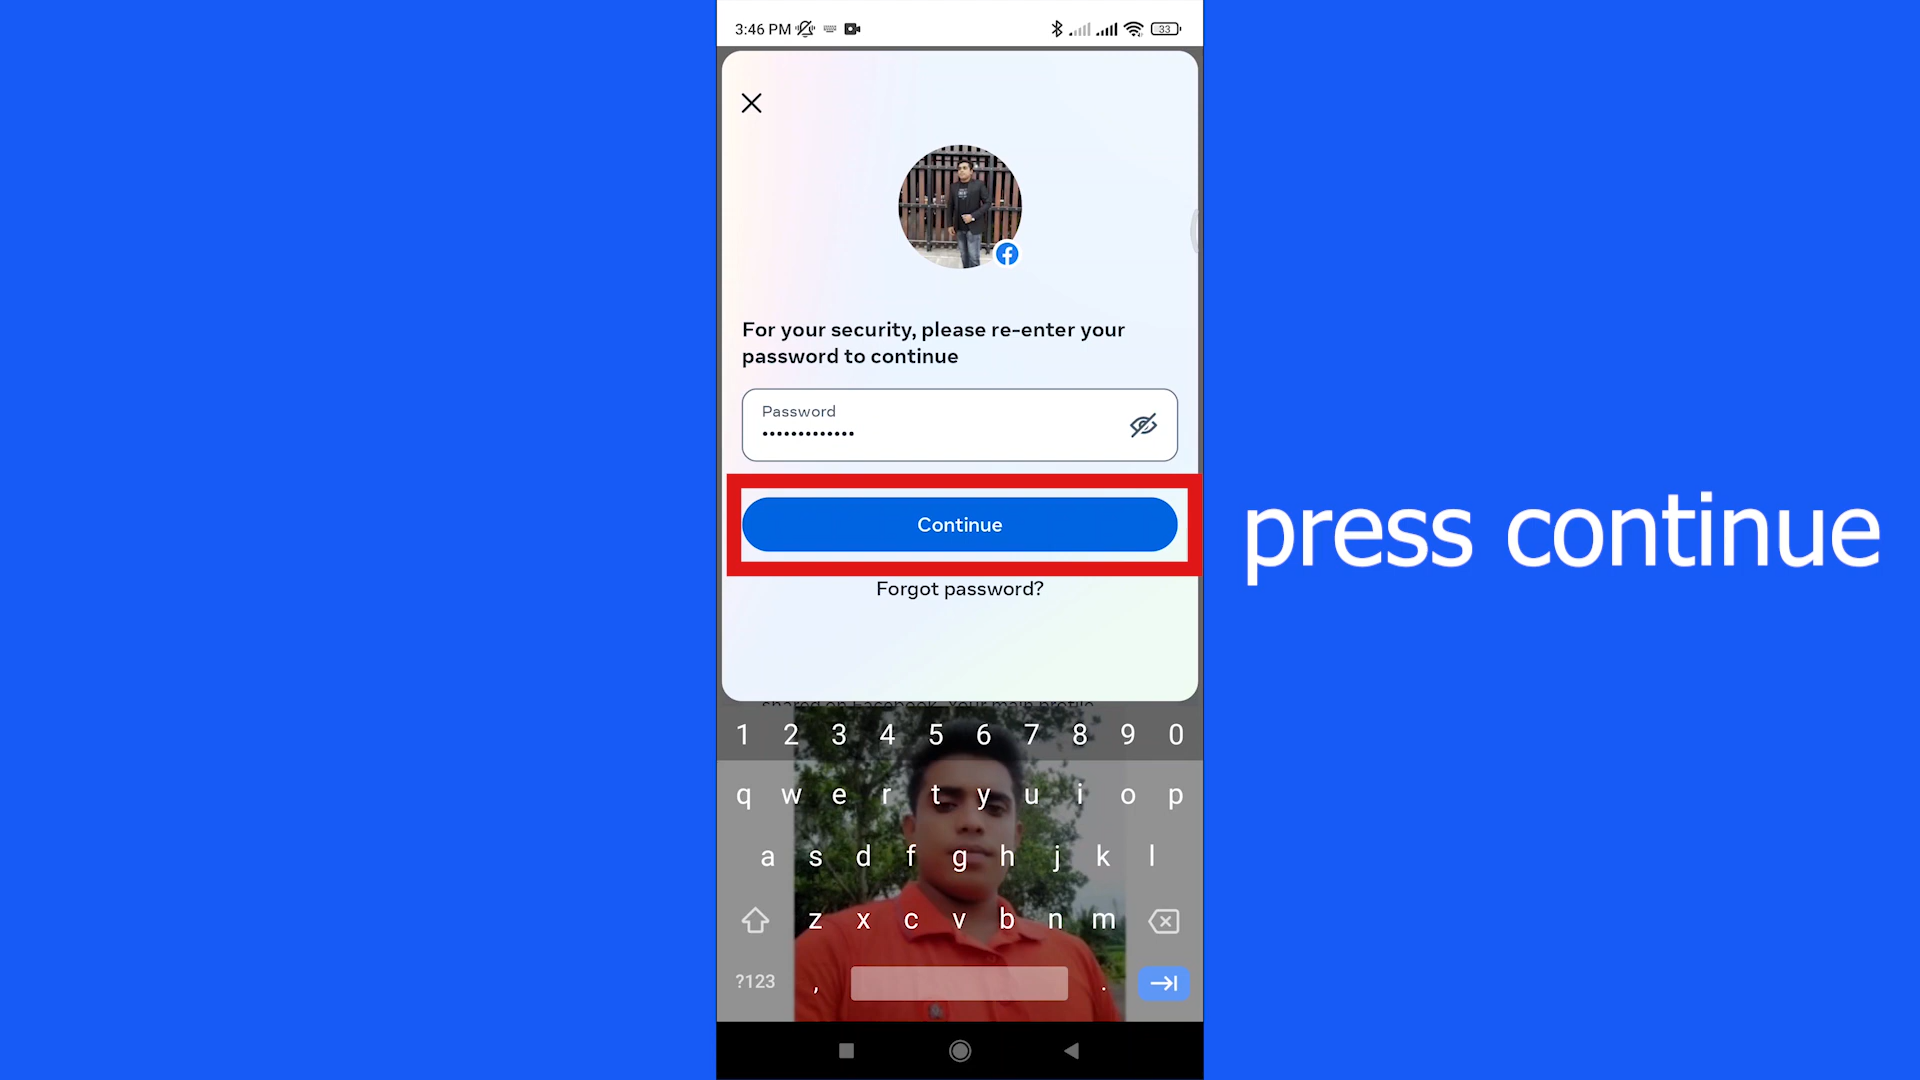 3:46 PM
33
For your security, please re-enter your
password to continue
Password
•••••••••••••
Continue
press continue
Forgot password?
1 2 3 4 5 6 7 8 9 0
q w e r t y u i o p
a s d f g h j k l
z x c v b n m
?123 , .